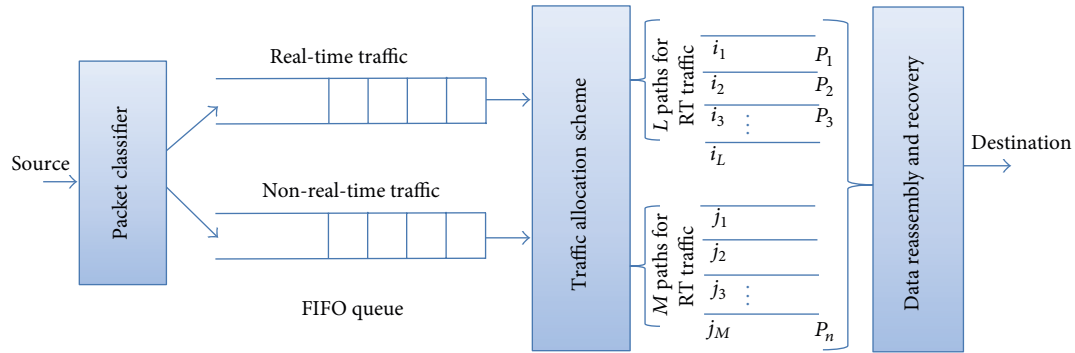 Source
Packet classifier
Real-time traffic
Non-real-time traffic
FIFO queue
Traffic allocation scheme
L paths for
RT traffic
i₁
P₁
i₂
P₂
i₃
P₃
⋮
i_L
M paths for
RT traffic
j₁
j₂
j₃
⋮
j_M
Pₙ
Data reassembly and recovery
Destination